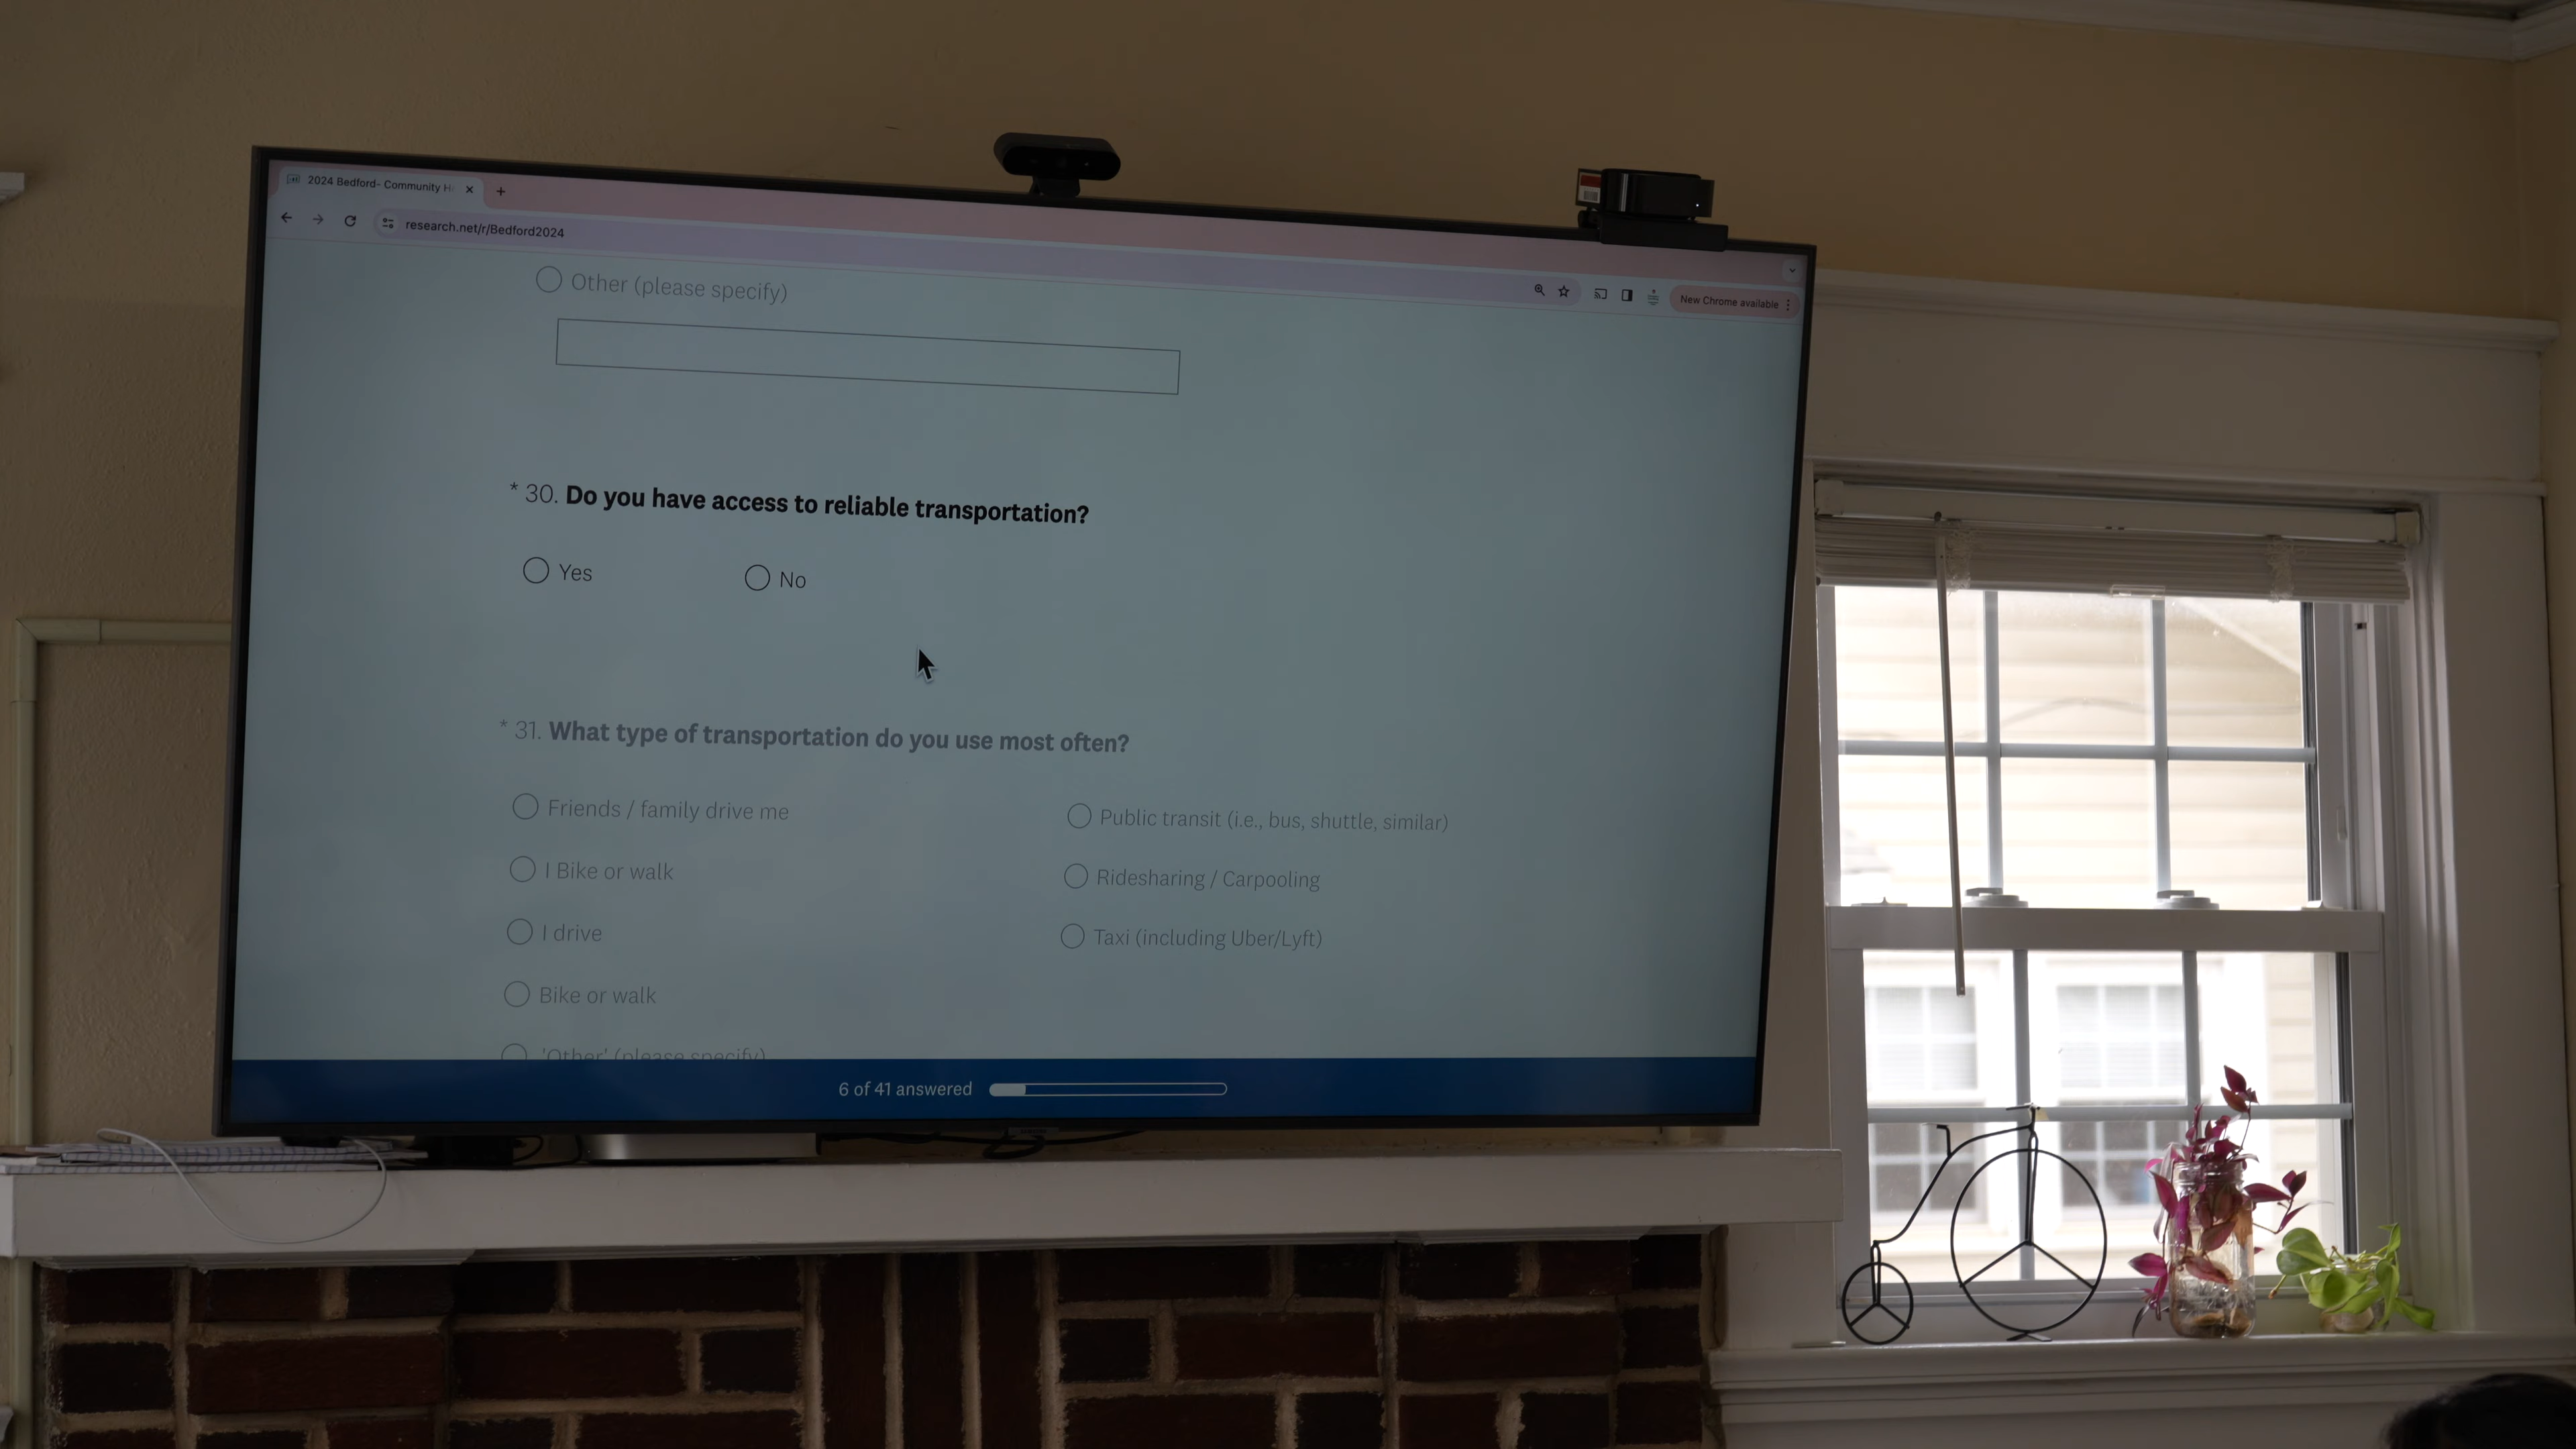 2024 Bedford- Community H
research.net/r/Bedford2024
New Chrome available
Other (please specify)
* 30. Do you have access to reliable transportation?
Yes No
* 31. What type of transportation do you use most often?
Friends / family drive me Public transit (i.e., bus, shuttle, similar)
I Bike or walk Ridesharing / Carpooling
I drive Taxi (including Uber/Lyft)
Bike or walk
'Other' (please specify)
6 of 41 answered